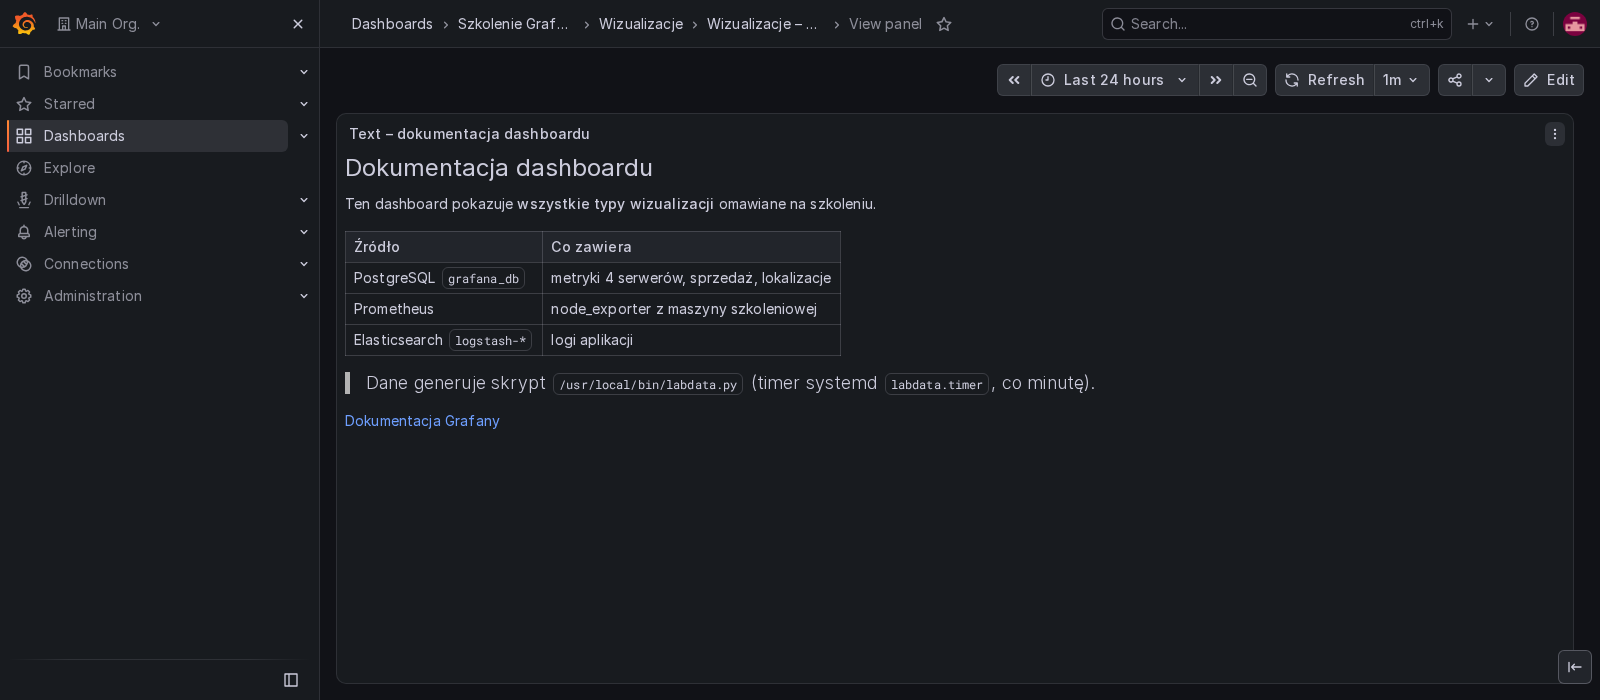 Main Org.
Dashboards
Szkolenie Graf...
Wizualizacje
Wizualizacje – ...
View panel
Search...
ctrl+k
Bookmarks
Starred
Dashboards
Explore
Drilldown
Alerting
Connections
Administration
Last 24 hours
Refresh
1m
Edit
Text – dokumentacja dashboardu
Dokumentacja dashboardu
Ten dashboard pokazuje wszystkie typy wizualizacji omawiane na szkoleniu.
Źródło Co zawiera
PostgreSQL grafana_db metryki 4 serwerów, sprzedaż, lokalizacje
Prometheus node_exporter z maszyny szkoleniowej
Elasticsearch logstash-* logi aplikacji
Dane generuje skrypt /usr/local/bin/labdata.py (timer systemd labdata.timer, co minutę).
Dokumentacja Grafany